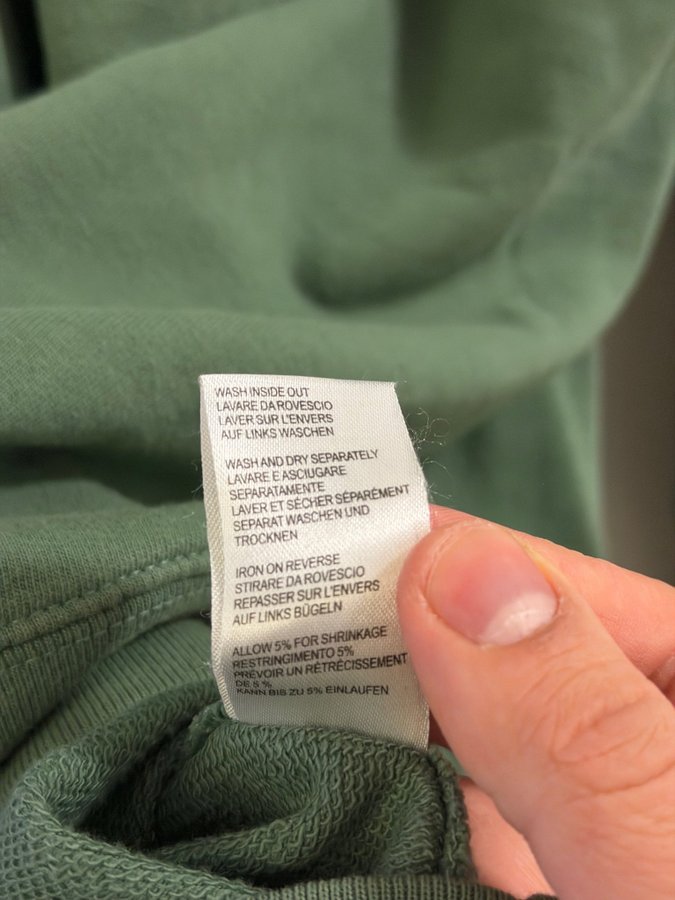 WASH INSIDE OUT
LAVARE DA ROVESCIO
LAVER SUR L'ENVERS
AUF LINKS WASCHEN
WASH AND DRY SEPARATELY
LAVARE E ASCIUGARE
SEPARATAMENTE
LAVER ET SÉCHER SÉPARÉMENT
SEPARAT WASCHEN UND
TROCKNEN
IRON ON REVERSE
STIRARE DA ROVESCIO
REPASSER SUR L'ENVERS
AUF LINKS BÜGELN
ALLOW 5% FOR SHRINKAGE
RESTRINGIMENTO 5%
PRÉVOIR UN RÉTRÉCISSEMENT
DE 5 %
KANN BIS ZU 5% EINLAUFEN